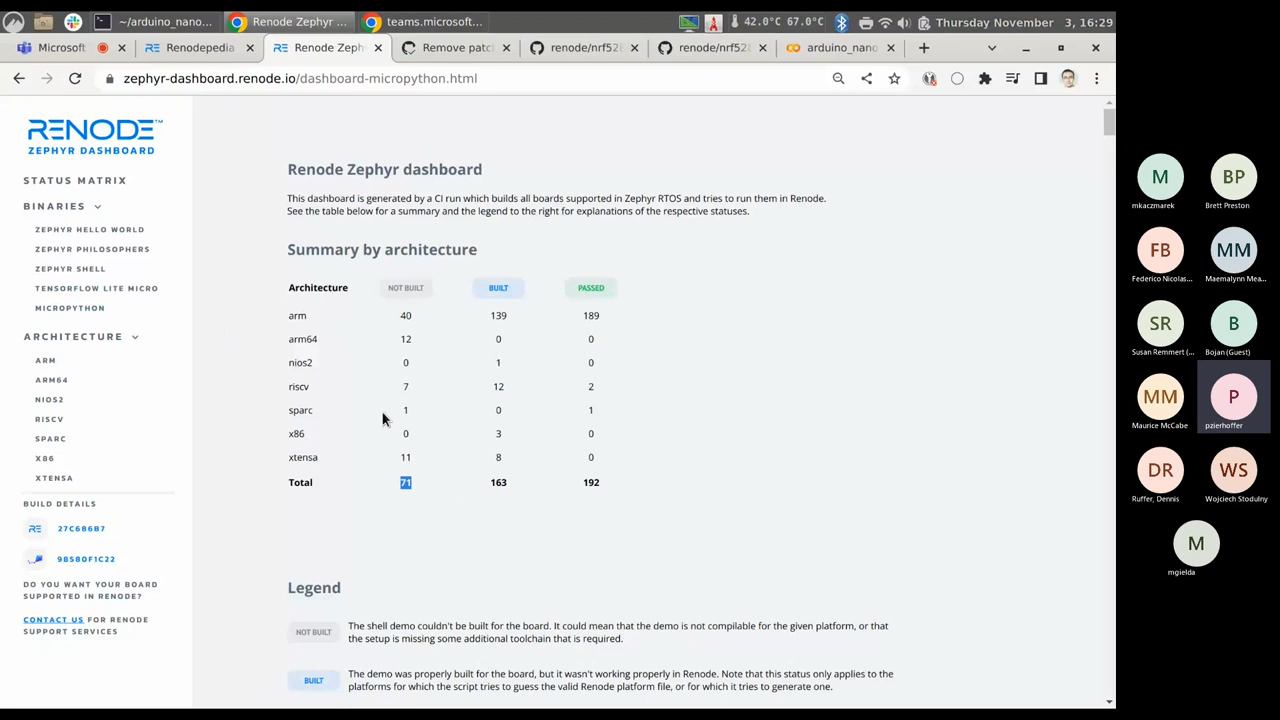 ~/arduino_nano...
Renode Zephyr ...
teams.microsoft...
42.0°C 67.0°C
Thursday November 3, 16:29
Microsoft
Renodepedia
Renode Zeph
Remove patc
renode/nrf52
renode/nrf52
arduino_nano
zephyr-dashboard.renode.io/dashboard-micropython.html
RENODE™
ZEPHYR DASHBOARD
STATUS MATRIX
BINARIES
ZEPHYR HELLO WORLD
ZEPHYR PHILOSOPHERS
ZEPHYR SHELL
TENSORFLOW LITE MICRO
MICROPYTHON
ARCHITECTURE
ARM
ARM64
NIOS2
RISCV
SPARC
X86
XTENSA
BUILD DETAILS
RE 27C686B7
98580F1C22
DO YOU WANT YOUR BOARD
SUPPORTED IN RENODE?
CONTACT US FOR RENODE
SUPPORT SERVICES
Renode Zephyr dashboard
This dashboard is generated by a CI run which builds all boards supported in Zephyr RTOS and tries to run them in Renode.
See the table below for a summary and the legend to the right for explanations of the respective statuses.
Summary by architecture
Architecture NOT BUILT BUILT PASSED
arm 40 139 189
arm64 12 0 0
nios2 0 1 0
riscv 7 12 2
sparc 1 0 1
x86 0 3 0
xtensa 11 8 0
Total 71 163 192
Legend
NOT BUILT The shell demo couldn't be built for the board. It could mean that the demo is not compilable for the given platform, or that
the setup is missing some additional toolchain that is required.
BUILT The demo was properly built for the board, but it wasn't working properly in Renode. Note that this status only applies to the
platforms for which the script tries to guess the valid Renode platform file, or for which it tries to generate one.
M BP
mkaczmarek Brett Preston
FB MM
Federico Nicolas... Maemalynn Mea...
SR B
Susan Remmert (... Bojan (Guest)
MM P
Maurice McCabe pzierhoffer
DR WS
Ruffer, Dennis Wojciech Stodulny
M
mgielda